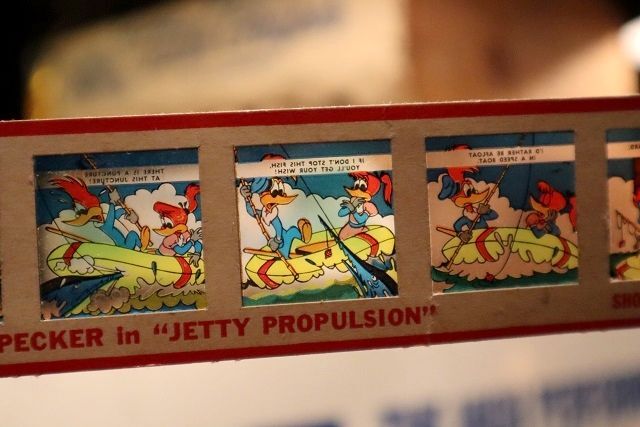 THERE IS A PUNCTURE
AT THIS JUNCTURE!
IF I DON'T STOP THIS FISH,
YOU'LL GET YOUR WISH!
I'D RATHER BE AFLOAT
IN A SPEED BOAT.
PECKER in "JETTY PROPULSION"